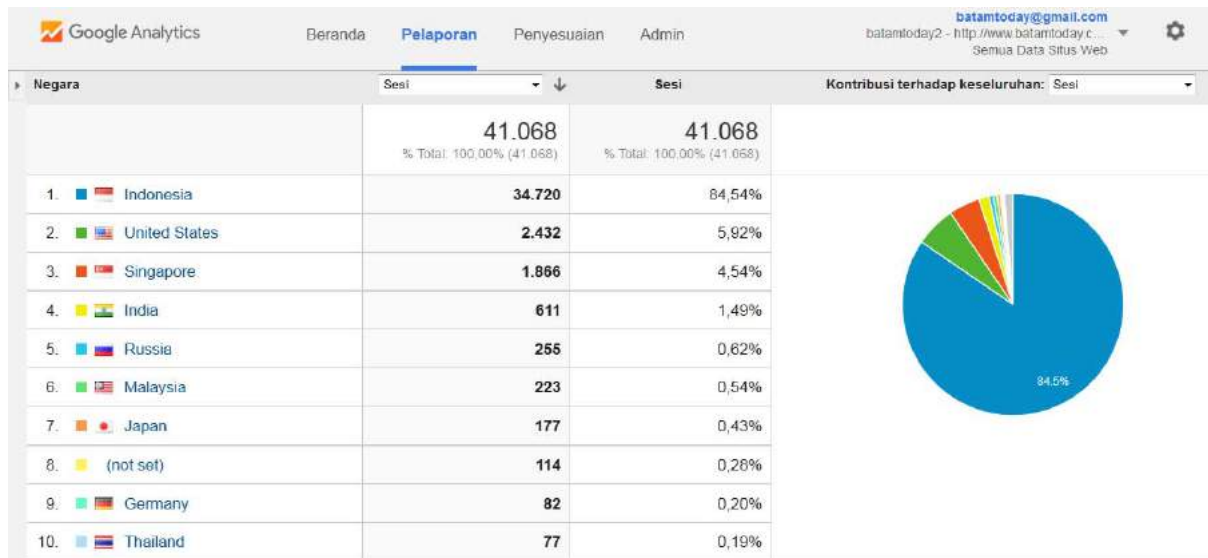 Google Analytics
Beranda Pelaporan Penyesuaian Admin
batamtoday@gmail.com
batamtoday2 - http://www.batamtoday.c...
Semua Data Situs Web
Negara Sesi Sesi Kontribusi terhadap keseluruhan: Sesi
41.068 41.068
% Total: 100,00% (41.068) % Total: 100,00% (41.068)
1. Indonesia 34.720 84,54%
2. United States 2.432 5,92%
3. Singapore 1.866 4,54%
4. India 611 1,49%
5. Russia 255 0,62%
6. Malaysia 223 0,54%
7. Japan 177 0,43%
8. (not set) 114 0,28%
9. Germany 82 0,20%
10. Thailand 77 0,19%
84,5%